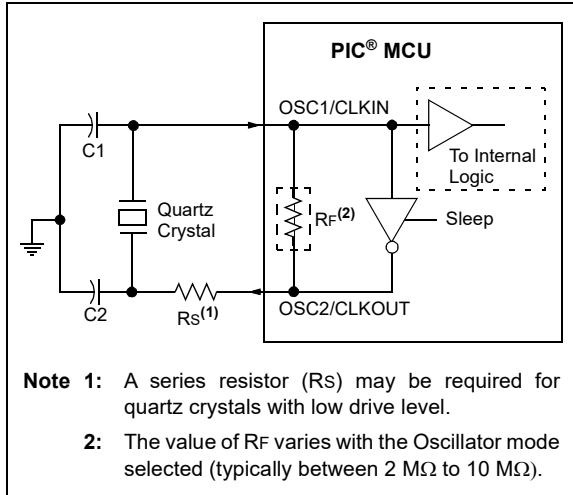 PIC® MCU
OSC1/CLKIN
C1
To Internal
Logic
Quartz
Crystal
RF(2)
Sleep
C2
RS(1)
OSC2/CLKOUT
Note 1: A series resistor (RS) may be required for
quartz crystals with low drive level.
2: The value of RF varies with the Oscillator mode
selected (typically between 2 MΩ to 10 MΩ).